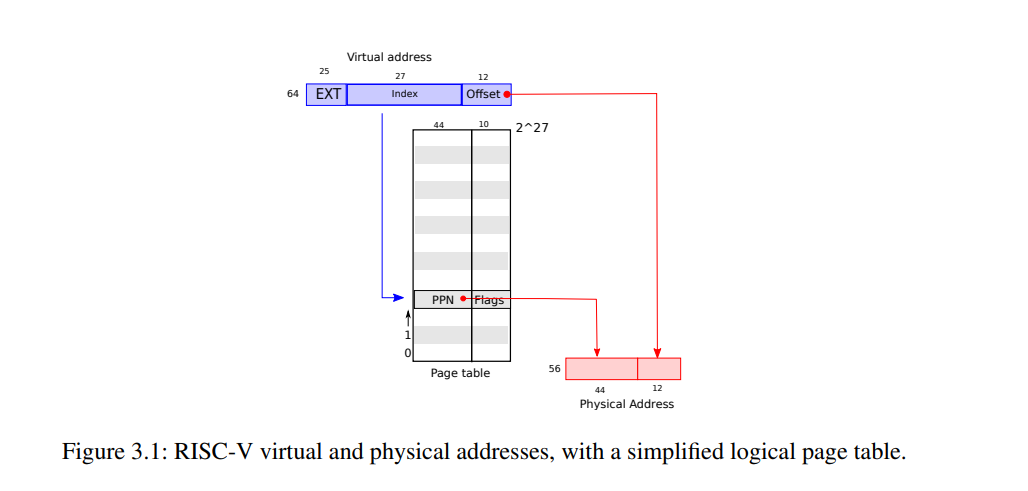 Virtual address
25 27 12
64 EXT Index Offset
44 10 2^27
PPN Flags
1
0
Page table
56
44 12
Physical Address
Figure 3.1: RISC-V virtual and physical addresses, with a simplified logical page table.